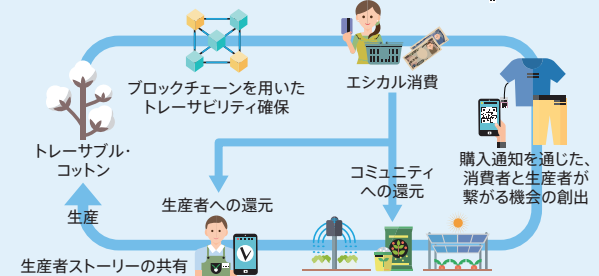 ブロックチェーンを用いた
トレーサビリティ確保
エシカル消費
トレーサブル・
コットン
購入通知を通じた、
消費者と生産者が
繋がる機会の創出
コミュニティ
への還元
生産者への還元
生産
生産者ストーリーの共有